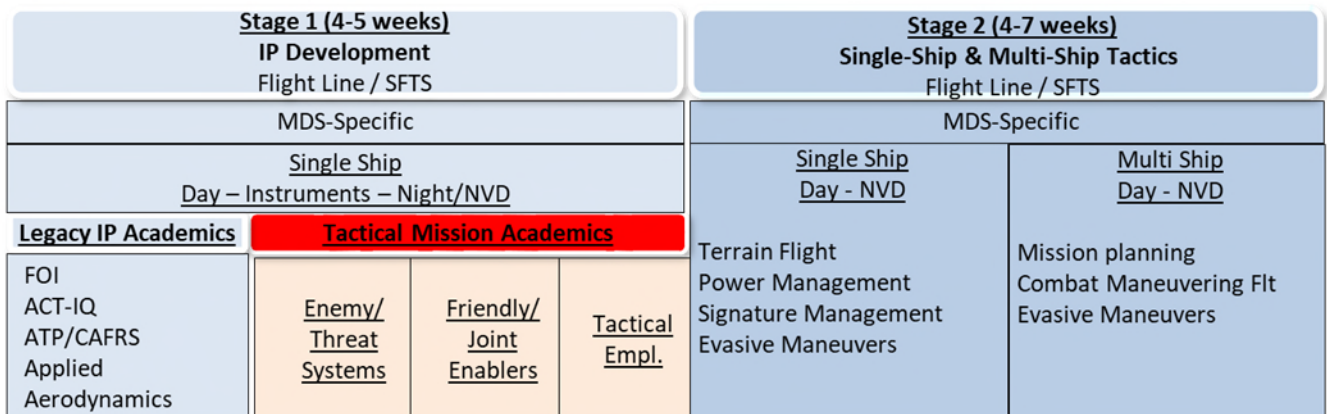 Stage 1 (4-5 weeks)
IP Development
Flight Line / SFTS
MDS-Specific
Single Ship
Day – Instruments – Night/NVD
Legacy IP Academics
FOI
ACT-IQ
ATP/CAFRS
Applied
Aerodynamics
Tactical Mission Academics
Enemy/
Threat
Systems
Friendly/
Joint
Enablers
Tactical
Empl.
Stage 2 (4-7 weeks)
Single-Ship & Multi-Ship Tactics
Flight Line / SFTS
MDS-Specific
Single Ship
Day - NVD
Terrain Flight
Power Management
Signature Management
Evasive Maneuvers
Multi Ship
Day - NVD
Mission planning
Combat Maneuvering Flt
Evasive Maneuvers